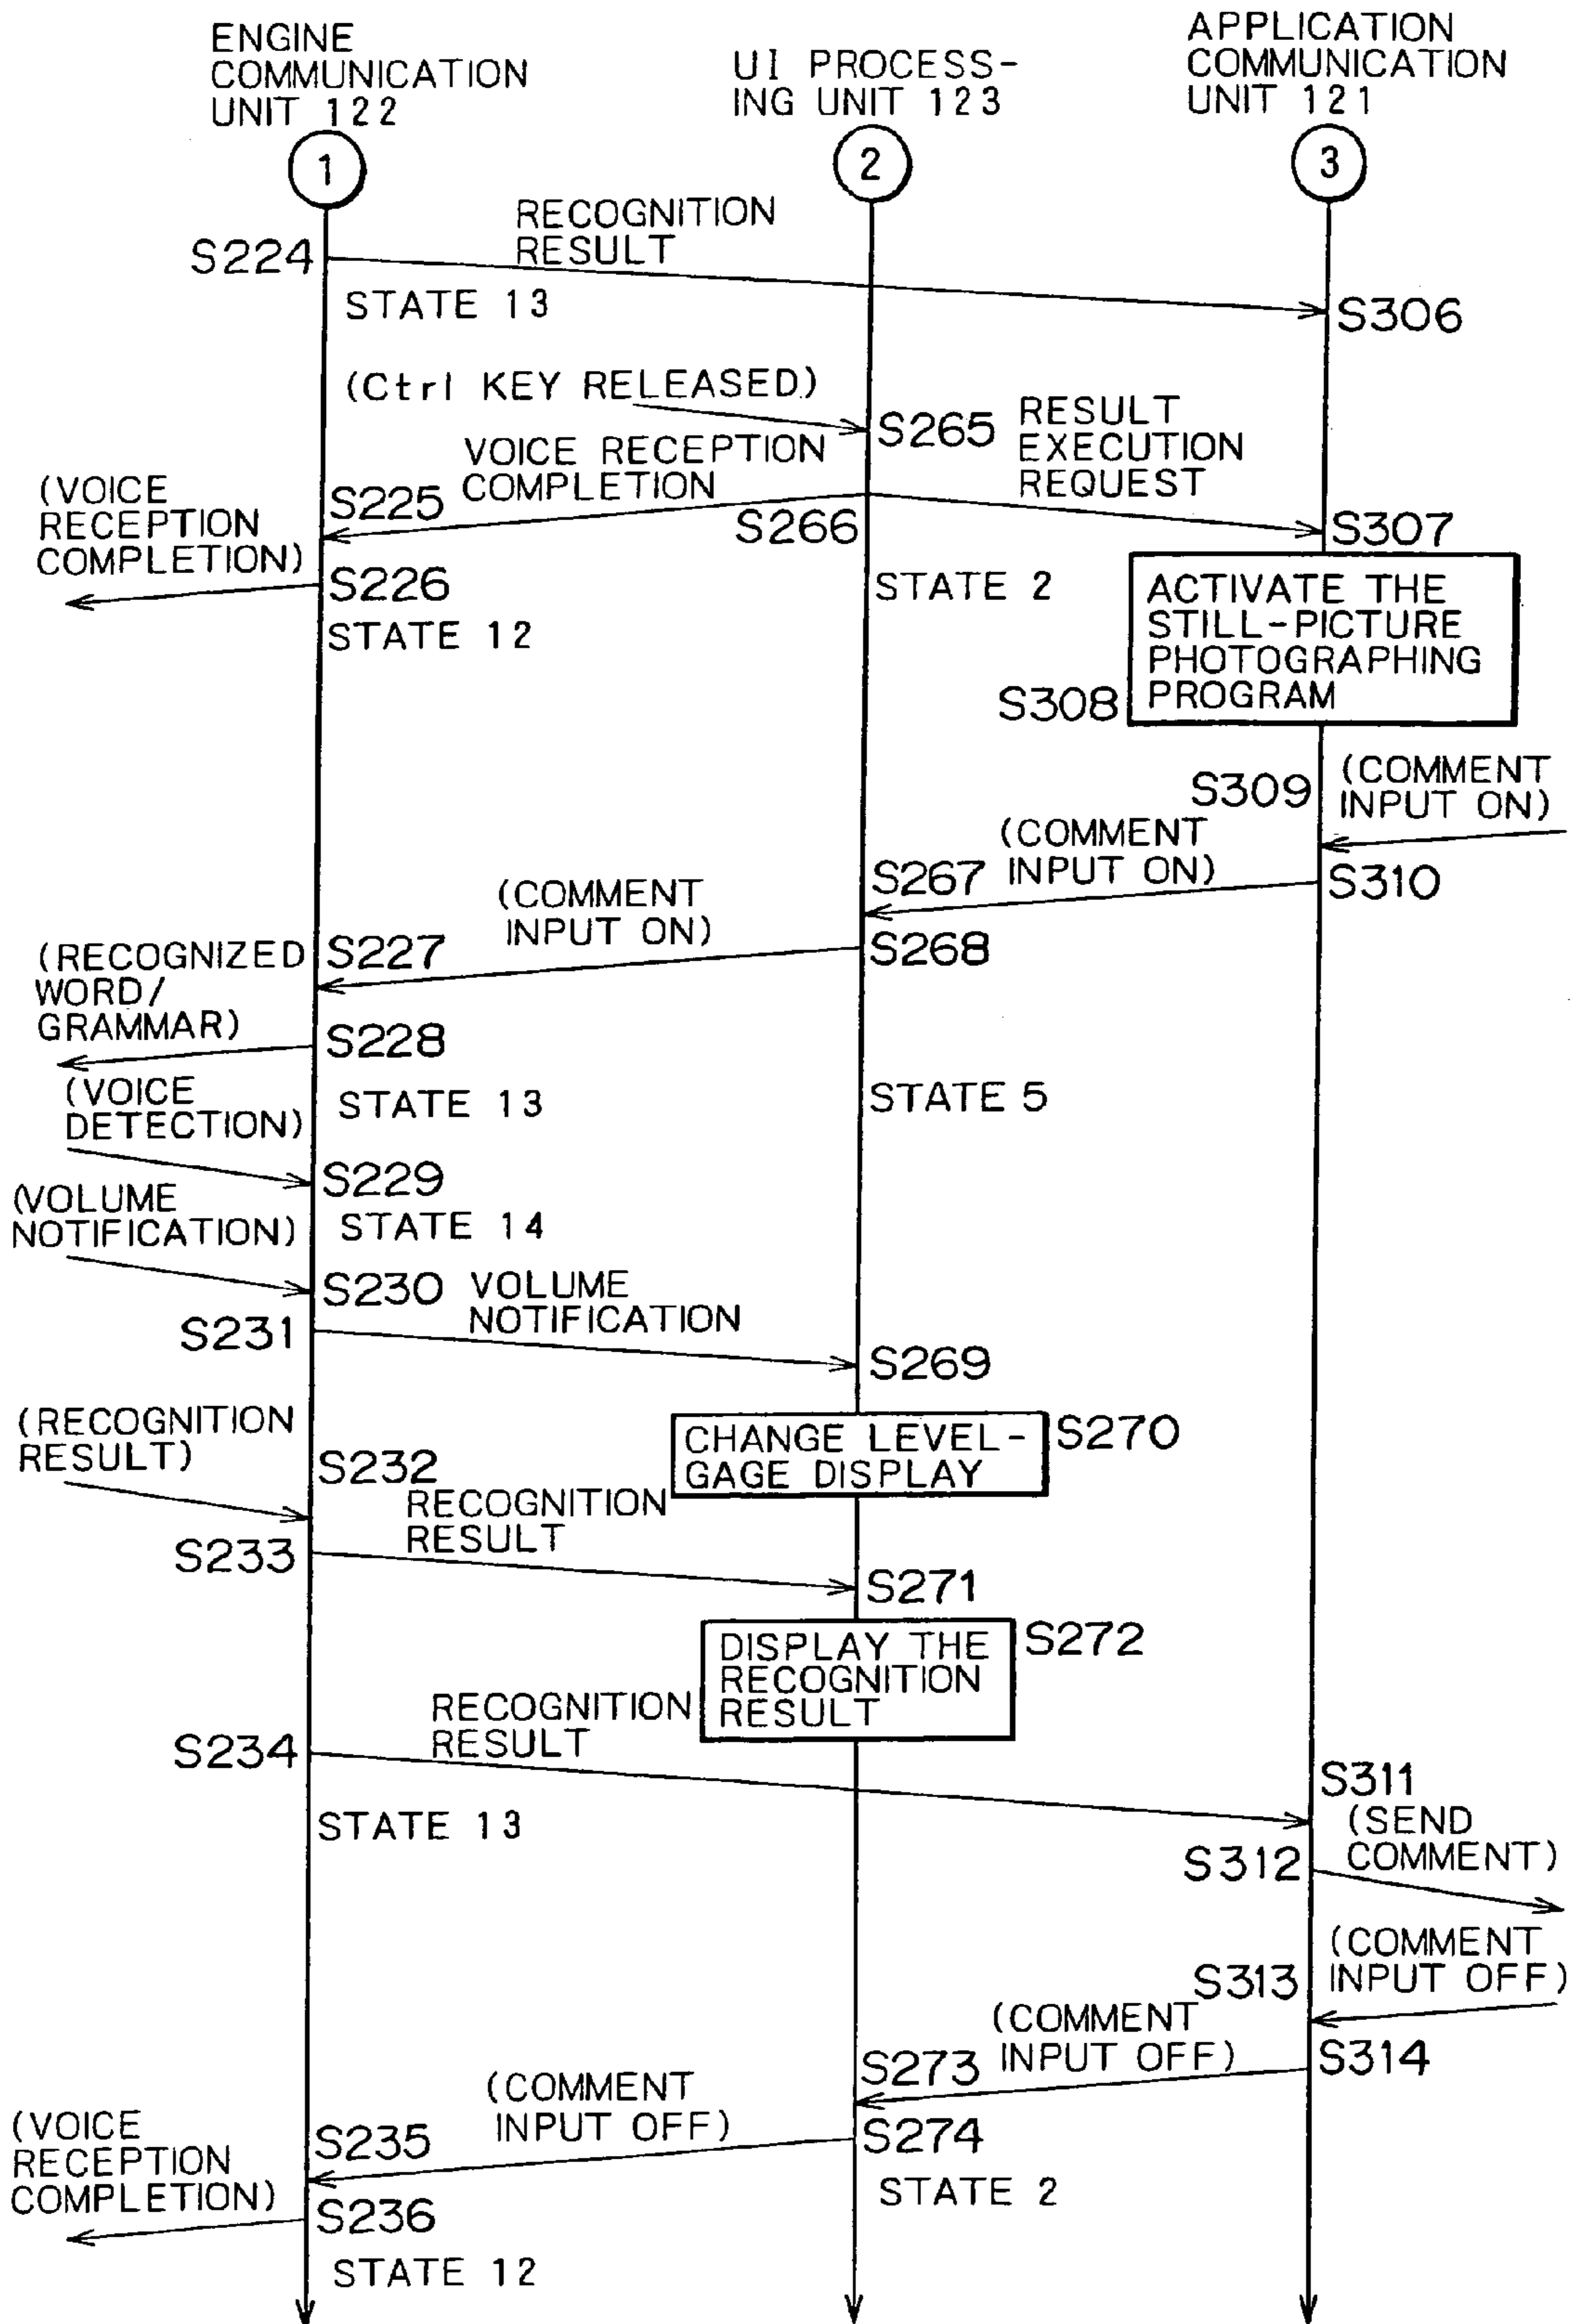 ENGINE
COMMUNICATION
UNIT 122
UI PROCESS-
ING UNIT 123
APPLICATION
COMMUNICATION
UNIT 121
1
2
3
RECOGNITION
RESULT
S224
STATE 13
S306
(Ctrl KEY RELEASED)
S265
RESULT
EXECUTION
REQUEST
VOICE RECEPTION
COMPLETION
(VOICE
RECEPTION
COMPLETION)
S225
S266
S307
S226
STATE 12
STATE 2
ACTIVATE THE
STILL-PICTURE
PHOTOGRAPHING
PROGRAM
S308
S309
(COMMENT
INPUT ON)
(COMMENT
INPUT ON)
S267
S310
(COMMENT
INPUT ON)
S268
(RECOGNIZED
WORD/
GRAMMAR)
S227
S228
(VOICE
DETECTION)
STATE 13
STATE 5
S229
(VOLUME
NOTIFICATION)
STATE 14
S230
VOLUME
NOTIFICATION
S231
S269
CHANGE LEVEL-
GAGE DISPLAY
S270
(RECOGNITION
RESULT)
S232
RECOGNITION
RESULT
S233
S271
DISPLAY THE
RECOGNITION
RESULT
S272
RECOGNITION
RESULT
S234
STATE 13
S311
(SEND
COMMENT)
S312
(COMMENT
INPUT OFF)
S313
(COMMENT
INPUT OFF)
S273
S314
(COMMENT
INPUT OFF)
S274
(VOICE
RECEPTION
COMPLETION)
S235
STATE 2
S236
STATE 12